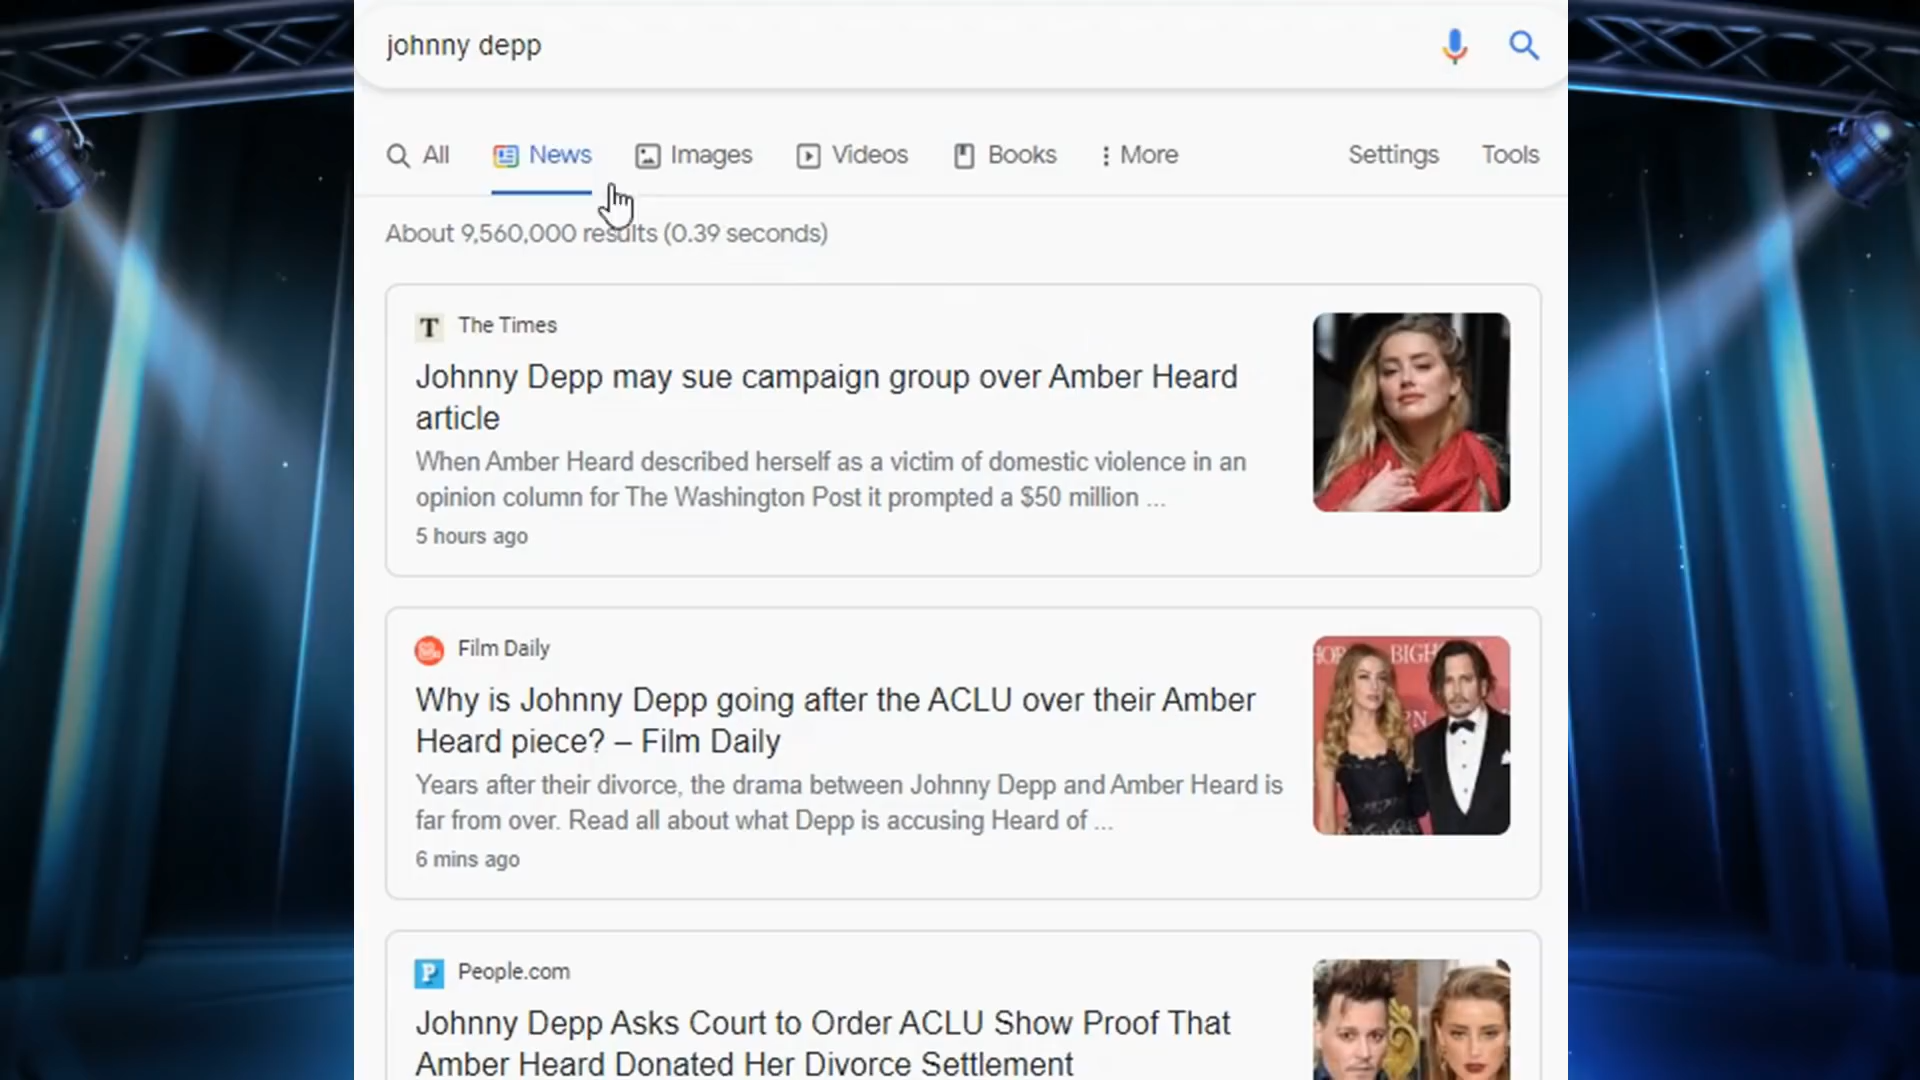 johnny depp
All News Images Videos Books More Settings Tools
About 9,560,000 results (0.39 seconds)
T The Times
Johnny Depp may sue campaign group over Amber Heard
article
When Amber Heard described herself as a victim of domestic violence in an
opinion column for The Washington Post it prompted a $50 million ...
5 hours ago
Film Daily
Why is Johnny Depp going after the ACLU over their Amber
Heard piece? – Film Daily
Years after their divorce, the drama between Johnny Depp and Amber Heard is
far from over. Read all about what Depp is accusing Heard of ...
6 mins ago
P People.com
Johnny Depp Asks Court to Order ACLU Show Proof That
Amber Heard Donated Her Divorce Settlement